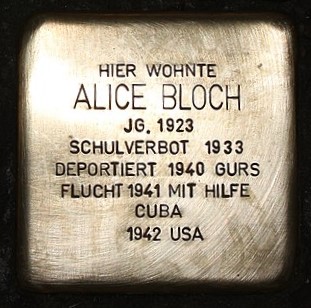 HIER WOHNTE
ALICE BLOCH
JG. 1923
SCHULVERBOT 1933
DEPORTIERT 1940 GURS
FLUCHT 1941 MIT HILFE
CUBA
1942 USA